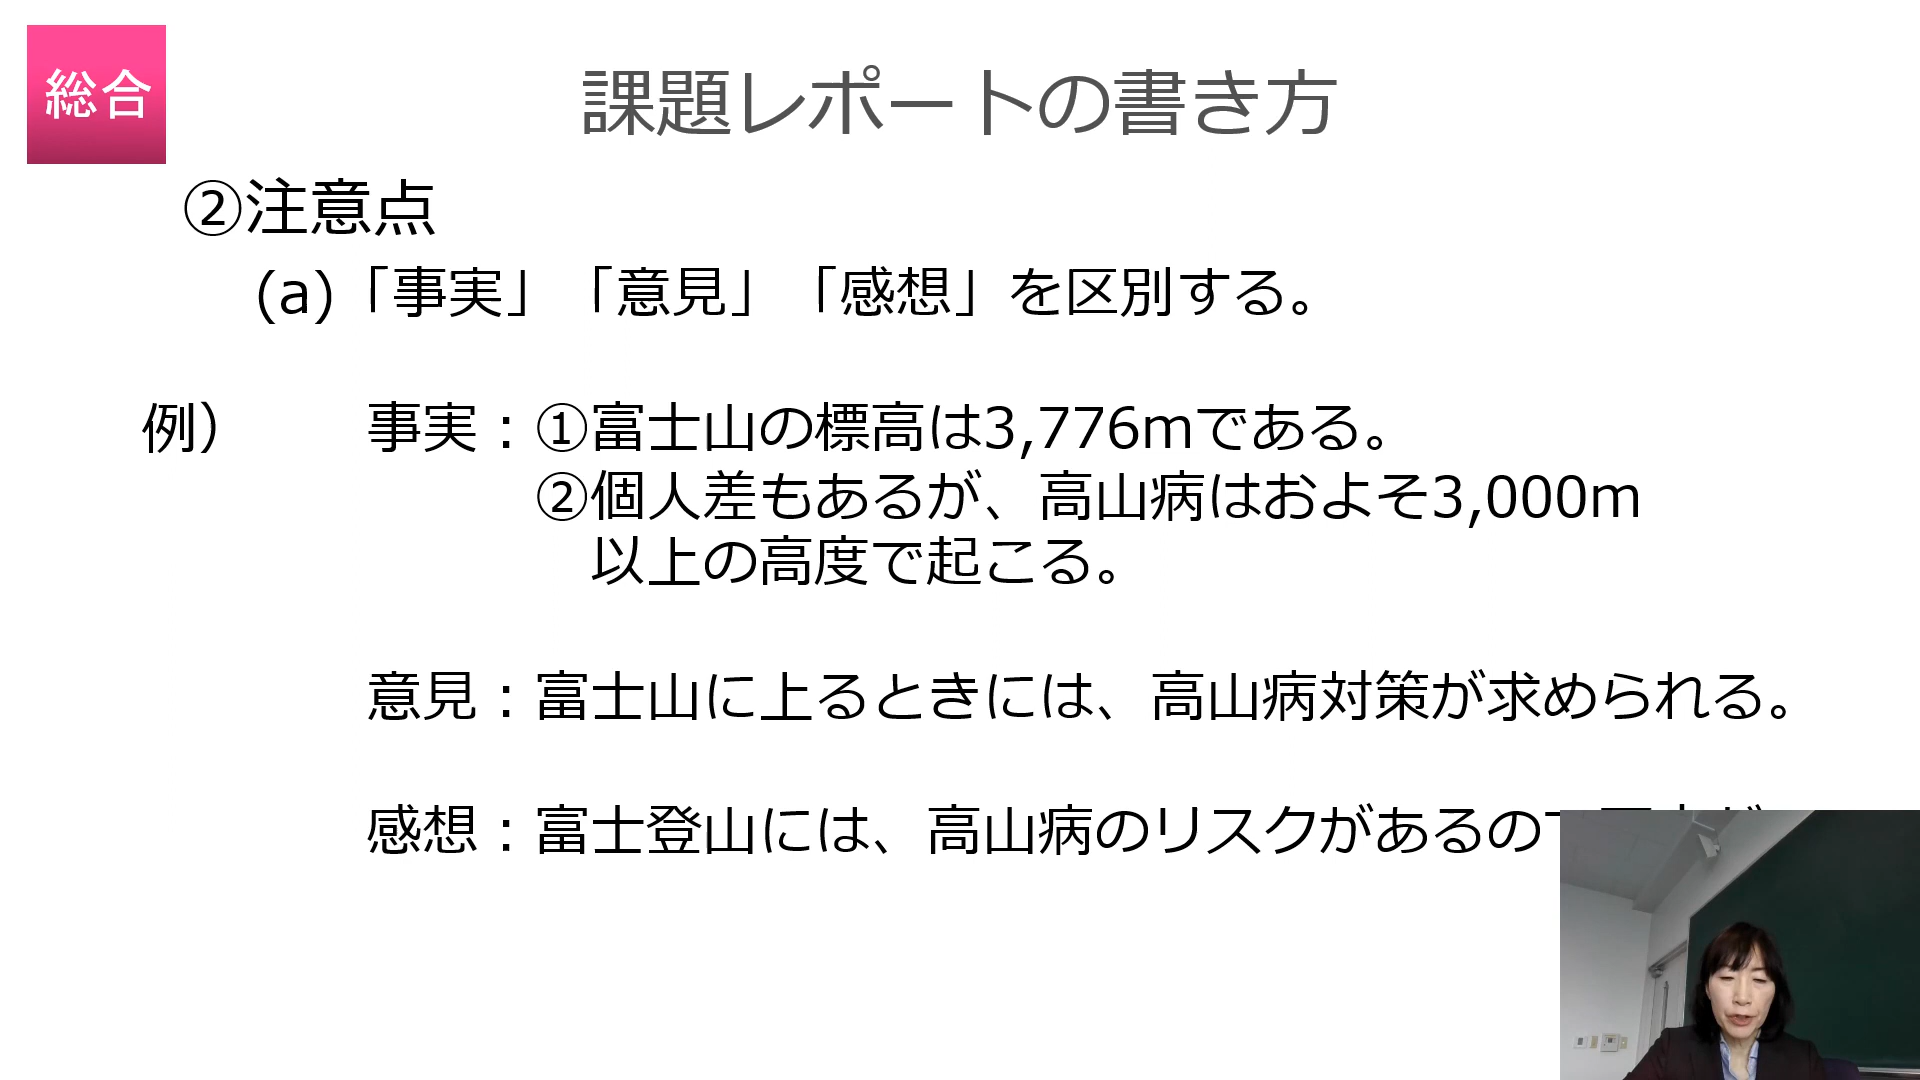 総合
課題レポートの書き方
②注意点
(a)「事実」「意見」「感想」を区別する。
例） 事実：①富士山の標高は3,776mである。
②個人差もあるが、高山病はおよそ3,000m
以上の高度で起こる。
意見：富士山に上るときには、高山病対策が求められる。
感想：富士登山には、高山病のリスクがあるの